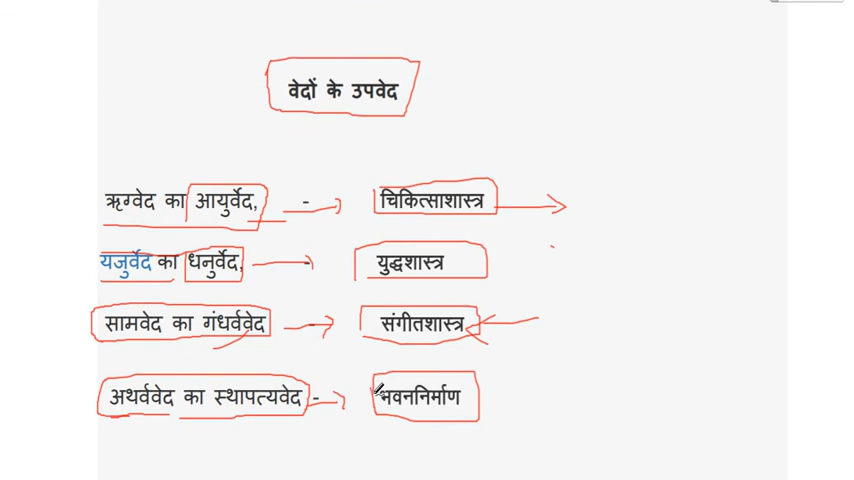 वेदों के उपवेद
ऋग्वेद का आयुर्वेद, - चिकित्साशास्त्र
यजुर्वेद का धनुर्वेद, - युद्धशास्त्र
सामवेद का गंधर्ववेद - संगीतशास्त्र
अथर्ववेद का स्थापत्यवेद - भवननिर्माण